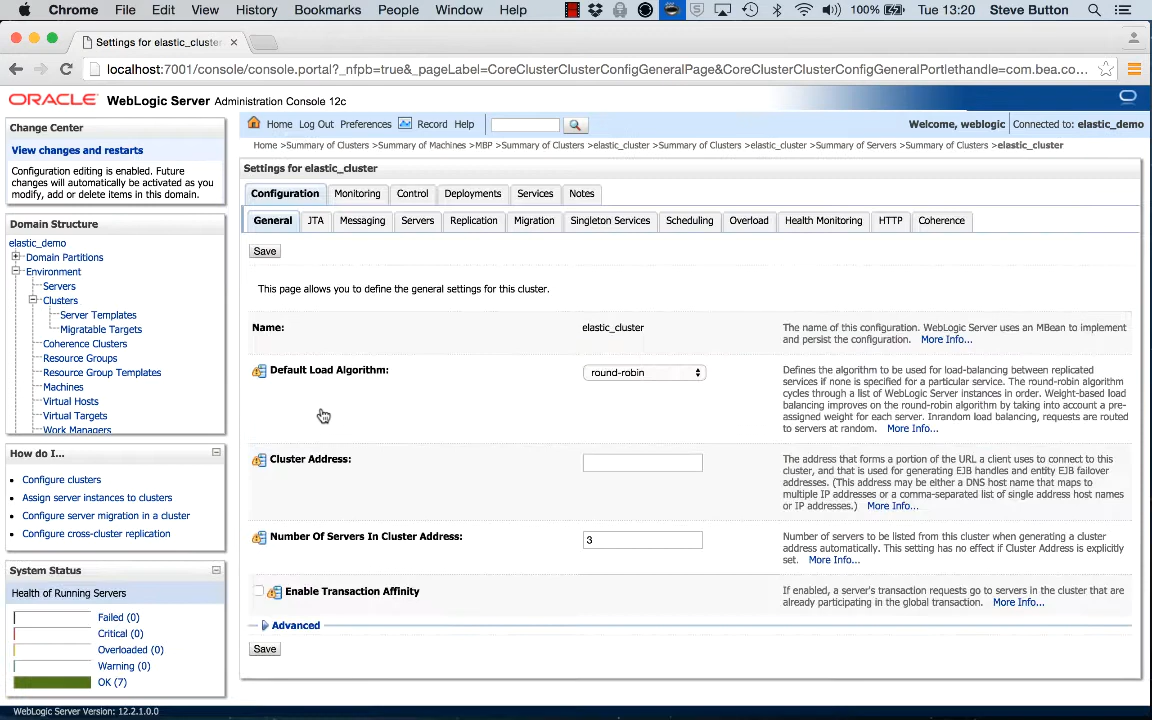 Chrome File Edit View History Bookmarks People Window Help 100% Tue 13:20 Steve Button
Settings for elastic_cluster
localhost:7001/console/console.portal?_nfpb=true&_pageLabel=CoreClusterClusterConfigGeneralPage&CoreClusterClusterConfigGeneralPortlethandle=com.bea.co...
ORACLE WebLogic Server Administration Console 12c
Change Center
View changes and restarts
Configuration editing is enabled. Future
changes will automatically be activated as you
modify, add or delete items in this domain.
Domain Structure
elastic_demo
Domain Partitions
Environment
Servers
Clusters
Server Templates
Migratable Targets
Coherence Clusters
Resource Groups
Resource Group Templates
Machines
Virtual Hosts
Virtual Targets
Work Managers
How do I...
Configure clusters
Assign server instances to clusters
Configure server migration in a cluster
Configure cross-cluster replication
System Status
Health of Running Servers
Failed (0)
Critical (0)
Overloaded (0)
Warning (0)
OK (7)
Home Log Out Preferences Record Help
Welcome, weblogic Connected to: elastic_demo
Home >Summary of Clusters >Summary of Machines >MBP >Summary of Clusters >elastic_cluster >Summary of Clusters >elastic_cluster >Summary of Servers >Summary of Clusters >elastic_cluster
Settings for elastic_cluster
Configuration Monitoring Control Deployments Services Notes
General JTA Messaging Servers Replication Migration Singleton Services Scheduling Overload Health Monitoring HTTP Coherence
Save
This page allows you to define the general settings for this cluster.
Name:
elastic_cluster
The name of this configuration. WebLogic Server uses an MBean to implement
and persist the configuration. More Info...
Default Load Algorithm:
round-robin
Defines the algorithm to be used for load-balancing between replicated
services if none is specified for a particular service. The round-robin algorithm
cycles through a list of WebLogic Server instances in order. Weight-based load
balancing improves on the round-robin algorithm by taking into account a pre-
assigned weight for each server. Inrandom load balancing, requests are routed
to servers at random. More Info...
Cluster Address:
The address that forms a portion of the URL a client uses to connect to this
cluster, and that is used for generating EJB handles and entity EJB failover
addresses. (This address may be either a DNS host name that maps to
multiple IP addresses or a comma-separated list of single address host names
or IP addresses.) More Info...
Number Of Servers In Cluster Address:
3
Number of servers to be listed from this cluster when generating a cluster
address automatically. This setting has no effect if Cluster Address is explicitly
set. More Info...
Enable Transaction Affinity
If enabled, a server's transaction requests go to servers in the cluster that are
already participating in the global transaction. More Info...
Advanced
Save
WebLogic Server Version: 12.2.1.0.0